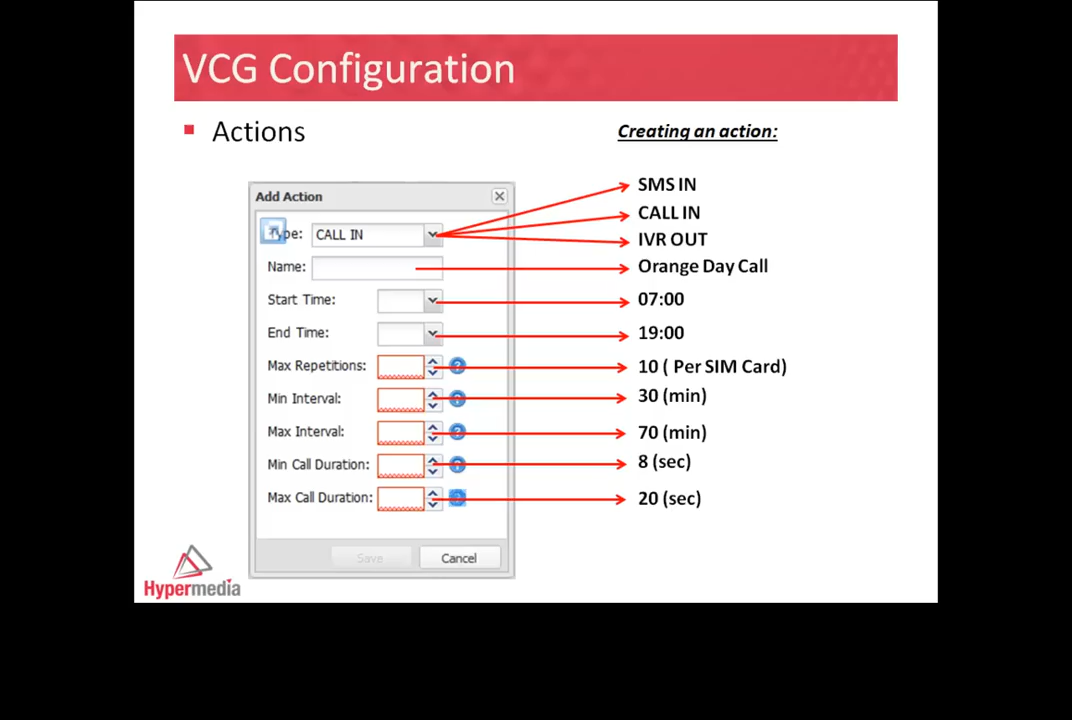 VCG Configuration
Actions
Creating an action:
Add Action
SMS IN
CALL IN
IVR OUT
Type: CALL IN
Name:
Orange Day Call
Start Time:
07:00
End Time:
19:00
Max Repetitions:
10 ( Per SIM Card)
Min Interval:
30 (min)
Max Interval:
70 (min)
Min Call Duration:
8 (sec)
Max Call Duration:
20 (sec)
Save
Cancel
Hypermedia